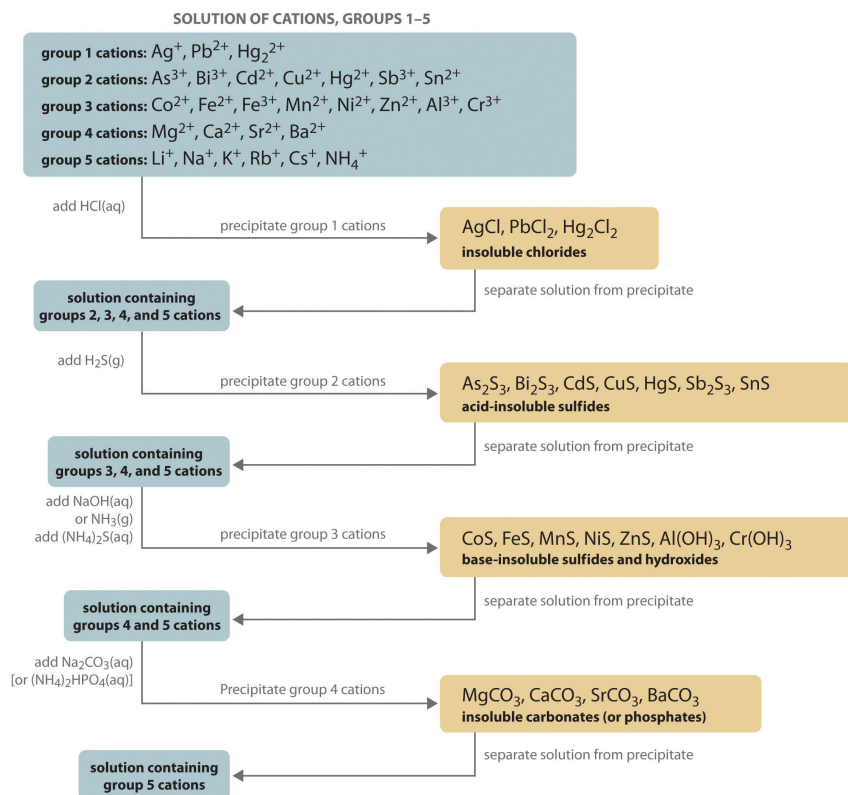 SOLUTION OF CATIONS, GROUPS 1–5
group 1 cations: Ag⁺, Pb²⁺, Hg₂²⁺
group 2 cations: As³⁺, Bi³⁺, Cd²⁺, Cu²⁺, Hg²⁺, Sb³⁺, Sn²⁺
group 3 cations: Co²⁺, Fe²⁺, Fe³⁺, Mn²⁺, Ni²⁺, Zn²⁺, Al³⁺, Cr³⁺
group 4 cations: Mg²⁺, Ca²⁺, Sr²⁺, Ba²⁺
group 5 cations: Li⁺, Na⁺, K⁺, Rb⁺, Cs⁺, NH₄⁺
add HCl(aq)
precipitate group 1 cations
AgCl, PbCl₂, Hg₂Cl₂
insoluble chlorides
separate solution from precipitate
solution containing
groups 2, 3, 4, and 5 cations
add H₂S(g)
precipitate group 2 cations
As₂S₃, Bi₂S₃, CdS, CuS, HgS, Sb₂S₃, SnS
acid-insoluble sulfides
separate solution from precipitate
solution containing
groups 3, 4, and 5 cations
add NaOH(aq)
or NH₃(g)
add (NH₄)₂S(aq)
precipitate group 3 cations
CoS, FeS, MnS, NiS, ZnS, Al(OH)₃, Cr(OH)₃
base-insoluble sulfides and hydroxides
separate solution from precipitate
solution containing
groups 4 and 5 cations
add Na₂CO₃(aq)
[or (NH₄)₂HPO₄(aq)]
Precipitate group 4 cations
MgCO₃, CaCO₃, SrCO₃, BaCO₃
insoluble carbonates (or phosphates)
separate solution from precipitate
solution containing
group 5 cations